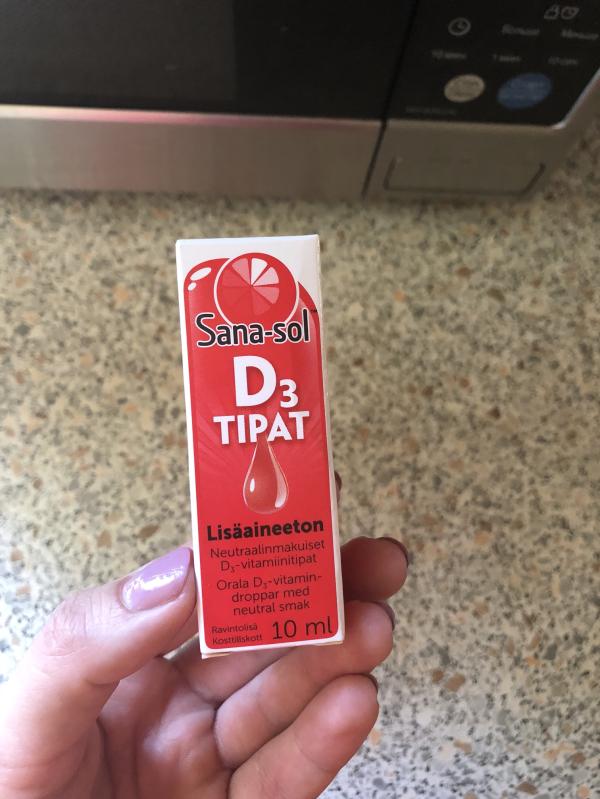 Sana-sol
D3
TIPAT
Lisäaineeton
Neutraalinmakuiset
D3-vitamiinitipat
Orala D3-vitamin-
droppar med
neutral smak
Ravintolisä
Kosttillskott
10 ml